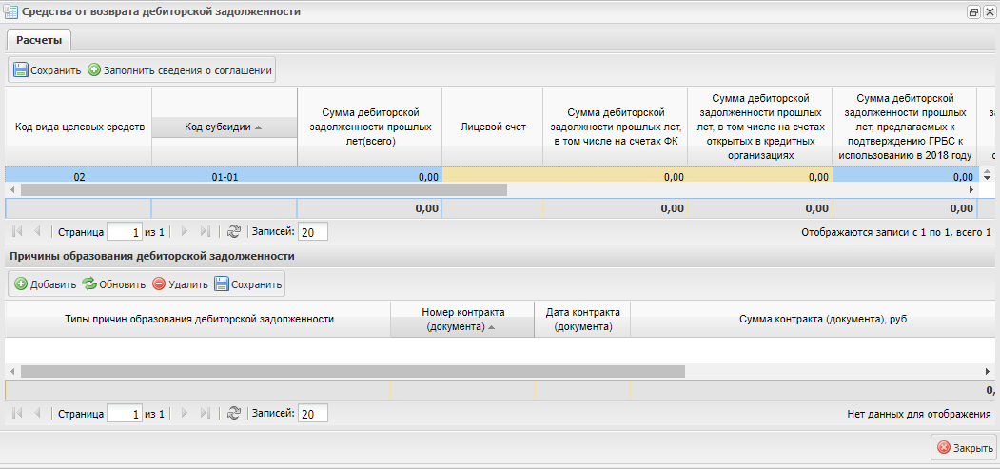 Средства от возврата дебиторской задолженности
Расчеты
Сохранить Заполнить сведения о соглашении
Код вида целевых средств
Код субсидии
Сумма дебиторской
задолженности прошлых
лет(всего)
Лицевой счет
Сумма дебиторской
задолжности прошлых лет,
в том числе на счетах ФК
Сумма дебиторской
задолженности прошлых
лет, в том числе на счетах
открытых в кредитных
организациях
Сумма дебиторской
задолженности прошлых
лет, предлагаемых к
подтверждению ГРБС к
использованию в 2018 году
02 01-01 0,00 0,00 0,00 0,00
0,00 0,00 0,00 0,00
Страница 1 из 1 Записей: 20 Отображаются записи с 1 по 1, всего 1
Причины образования дебиторской задолженности
Добавить Обновить Удалить Сохранить
Типы причин образования дебиторской задолженности
Номер контракта
(документа)
Дата контракта
(документа)
Сумма контракта (документа), руб
0,
Страница 1 из 1 Записей: 20 Нет данных для отображения
Закрыть